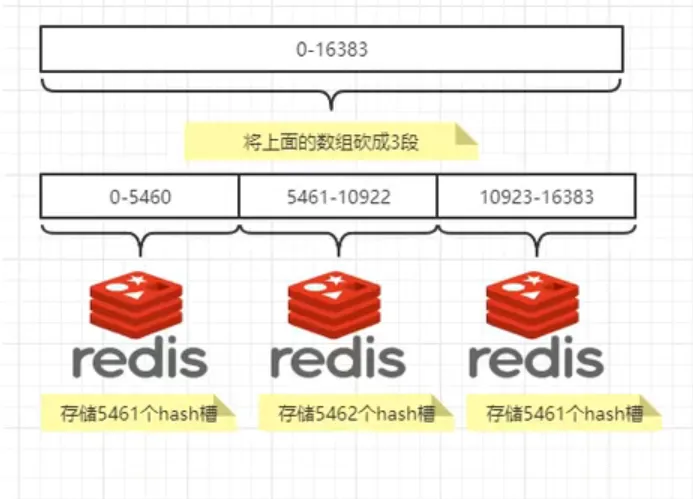 0-16383
将上面的数组砍成3段
0-5460
5461-10922
10923-16383
redis
redis
redis
存储5461个hash槽
存储5462个hash槽
存储5461个hash槽